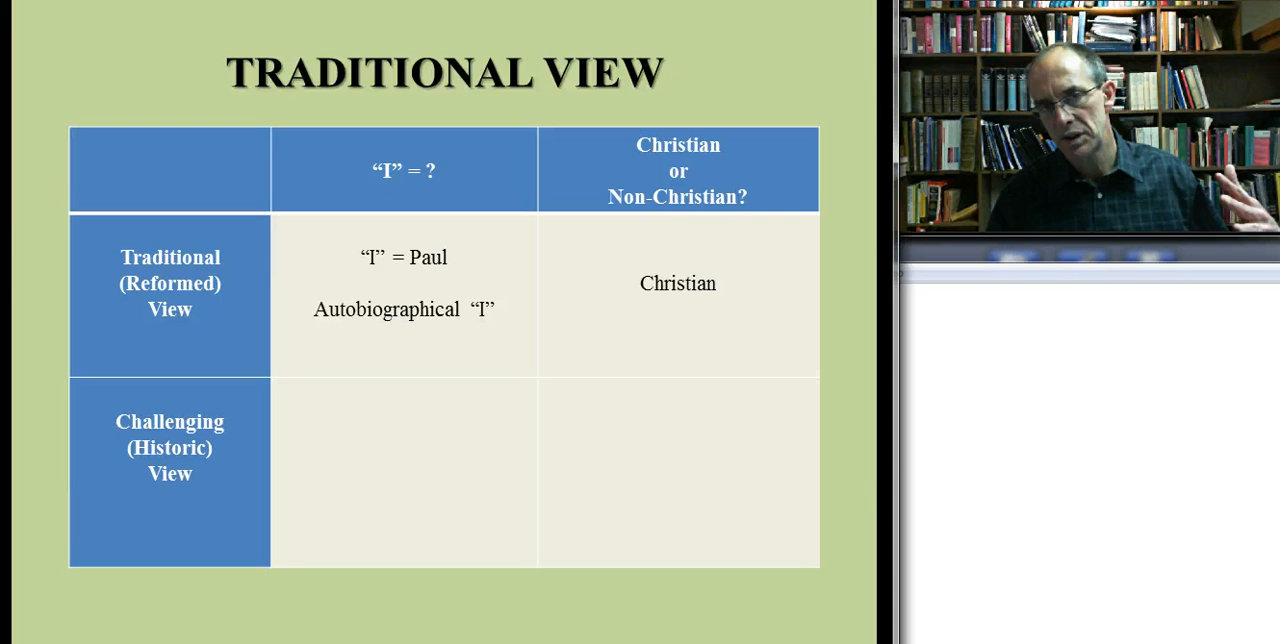 TRADITIONAL VIEW
“I” = ?
Christian
or
Non-Christian?
Traditional
(Reformed)
View
“I” = Paul
Autobiographical “I”
Christian
Challenging
(Historic)
View